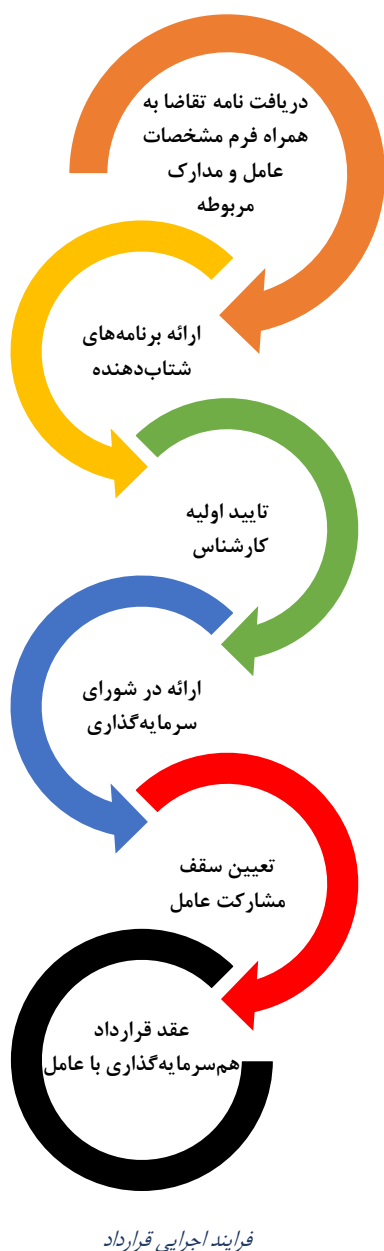 دریافت نامه تقاضا به
همراه فرم مشخصات
عامل و مدارک
مربوطه
ارائه برنامه‌های
شتاب‌دهنده
تایید اولیه
کارشناس
ارائه در شورای
سرمایه‌گذاری
تعیین سقف
مشارکت عامل
عقد قرارداد
هم‌سرمایه‌گذاری با عامل
فرایند اجرایی قرارداد